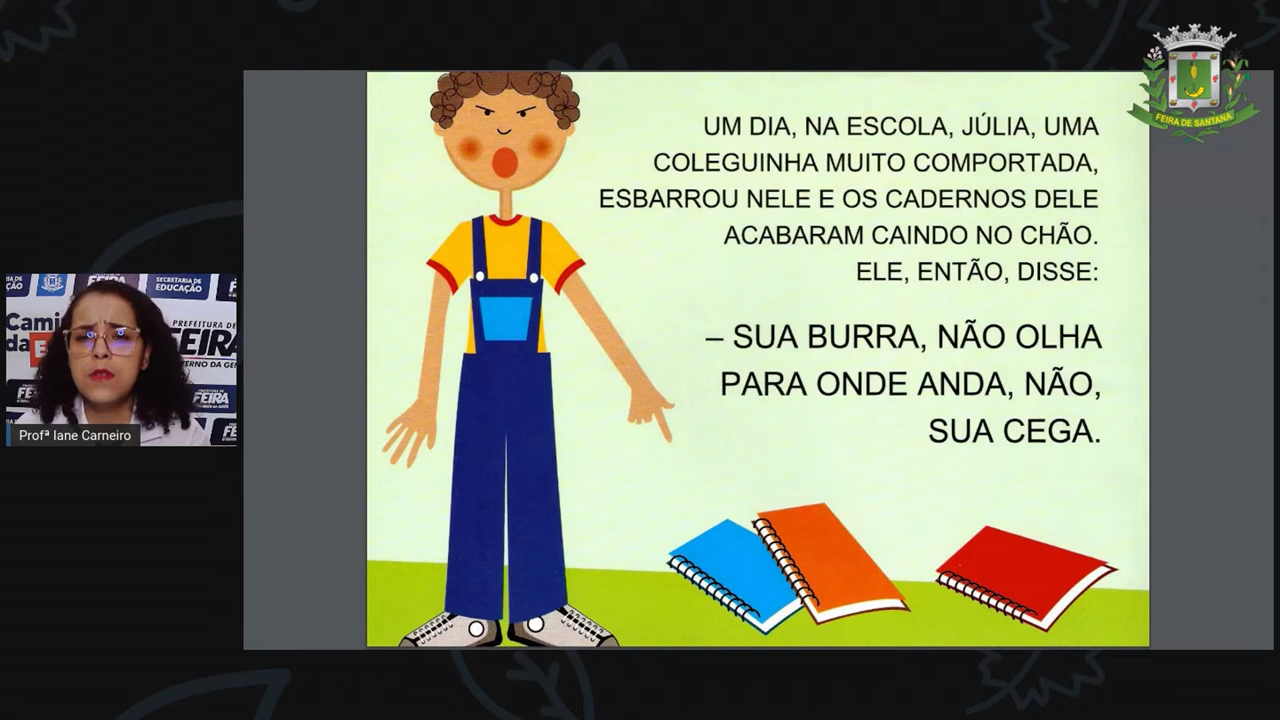 FEIRA DE SANTANA
UM DIA, NA ESCOLA, JÚLIA, UMA
COLEGUINHA MUITO COMPORTADA,
ESBARROU NELE E OS CADERNOS DELE
ACABARAM CAINDO NO CHÃO.
ELE, ENTÃO, DISSE:
– SUA BURRA, NÃO OLHA
PARA ONDE ANDA, NÃO,
SUA CEGA.
SECRETARIA DE
EDUCAÇÃO
PREFEITURA DE
FEIRA
Profª Iane Carneiro